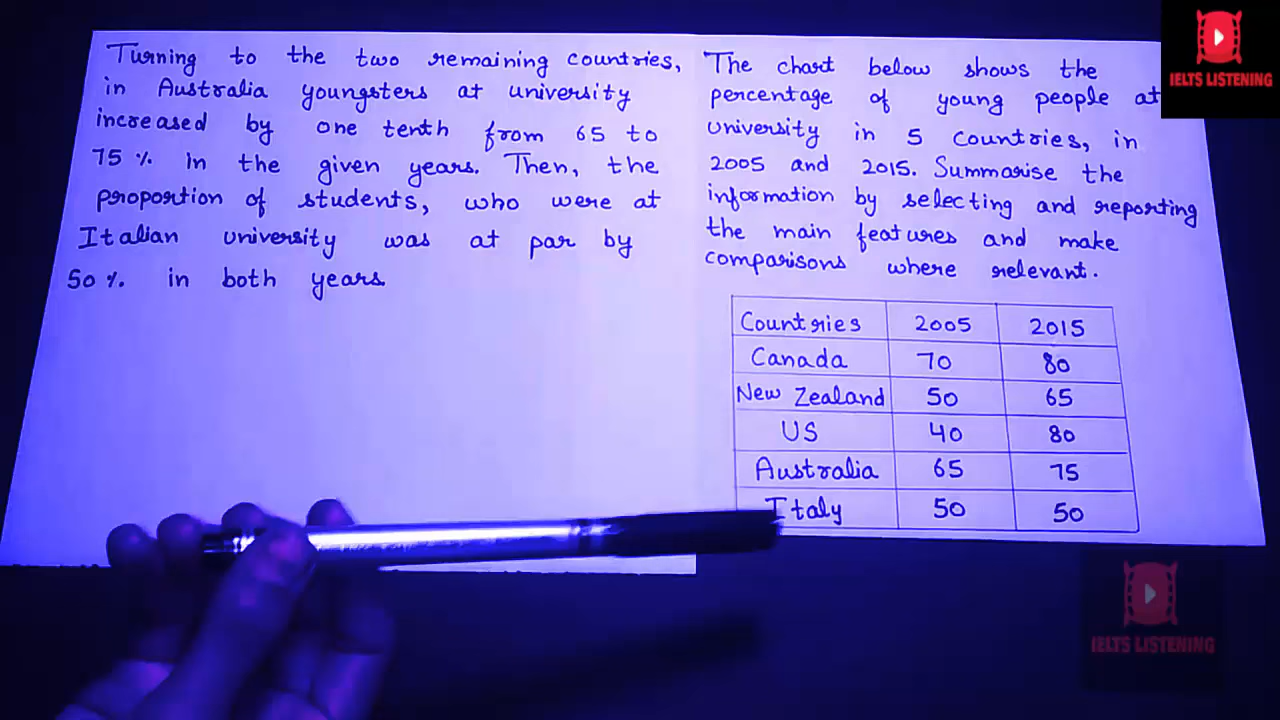 Turning to the two remaining countries,
in Australia youngsters at university
increased by one tenth from 65 to
75 % in the given years. Then, the
proportion of students, who were at
Italian university was at par by
50 % in both years.
The chart below shows the
percentage of young people at
university in 5 countries, in
2005 and 2015. Summarise the
information by selecting and reporting
the main features and make
comparisons where relevant.
Countries 2005 2015
Canada 70 80
New Zealand 50 65
US 40 80
Australia 65 75
Italy 50 50
IELTS LISTENING
IELTS LISTENING